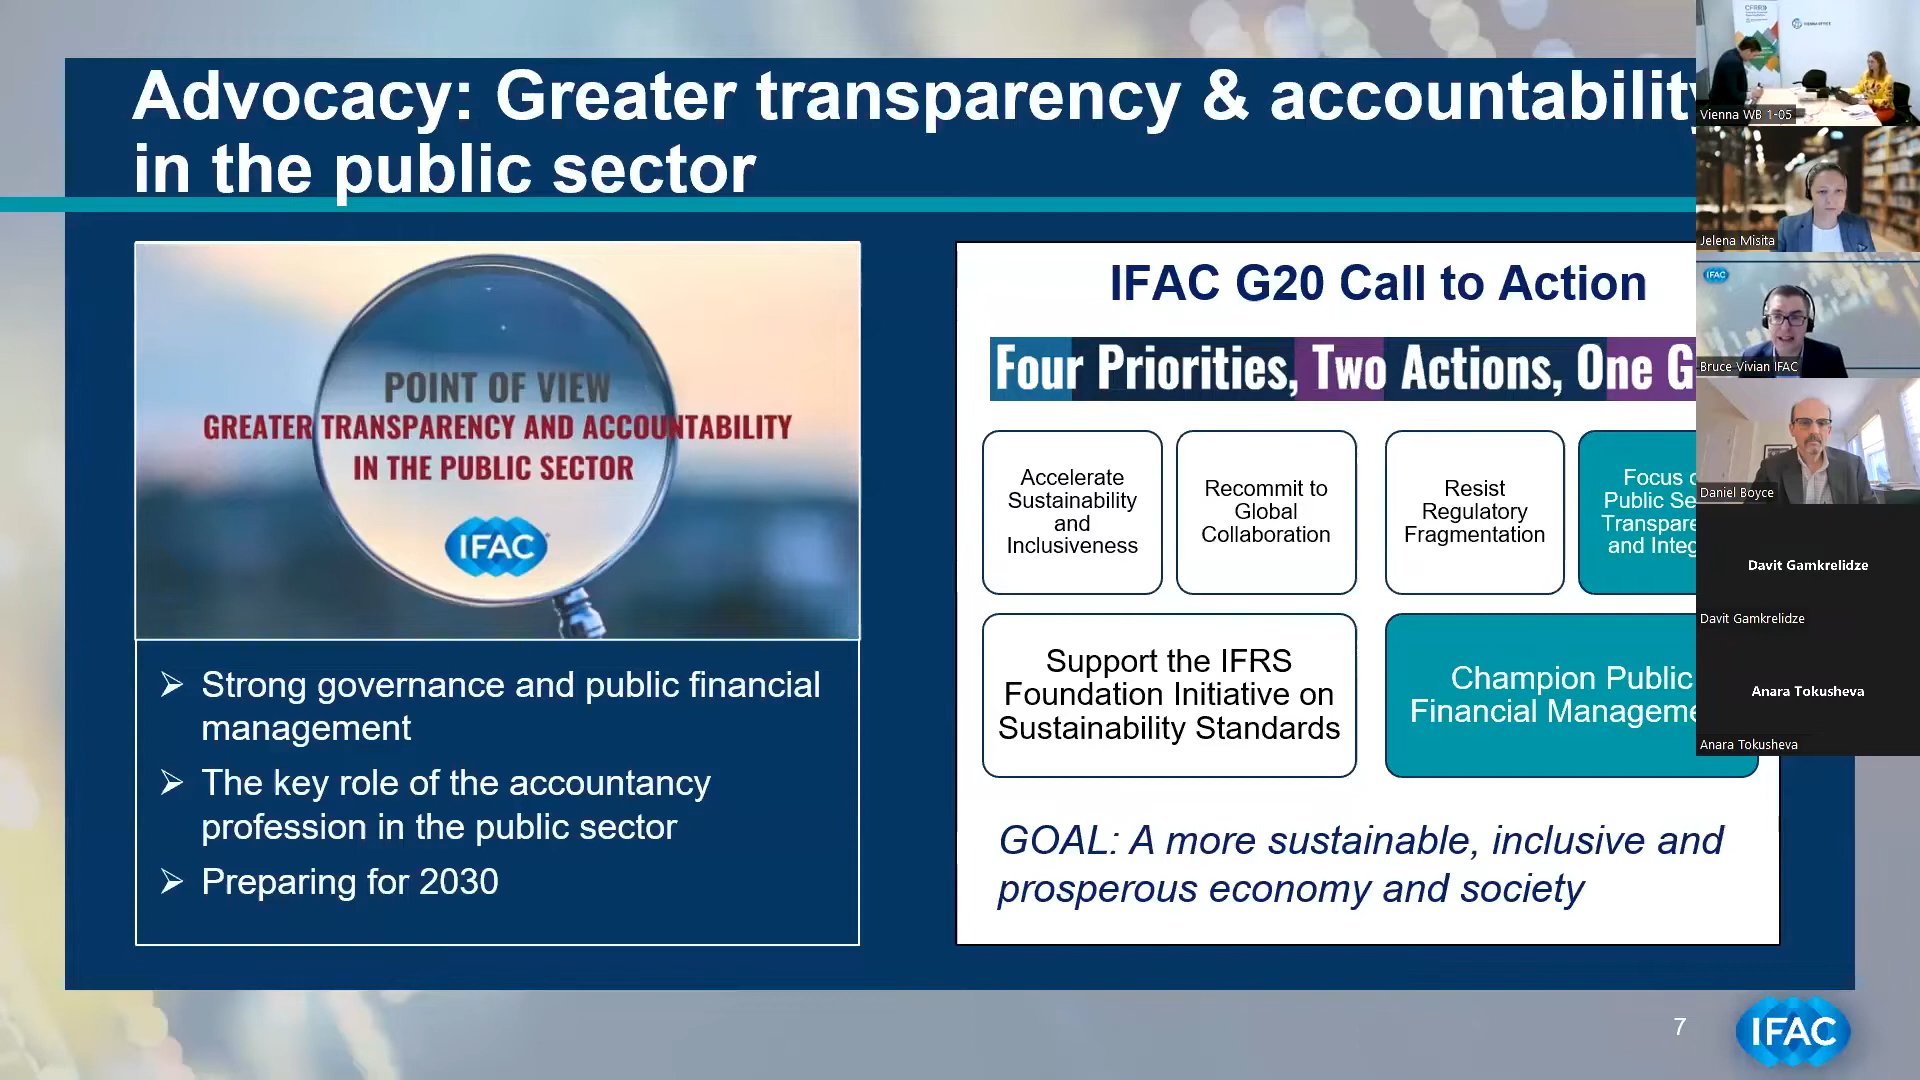 Advocacy: Greater transparency & accountability
in the public sector
POINT OF VIEW
GREATER TRANSPARENCY AND ACCOUNTABILITY
IN THE PUBLIC SECTOR
IFAC
Strong governance and public financial
management
The key role of the accountancy
profession in the public sector
Preparing for 2030
IFAC G20 Call to Action
Four Priorities, Two Actions, One G
Accelerate
Sustainability
and
Inclusiveness
Recommit to
Global
Collaboration
Resist
Regulatory
Fragmentation
Focus
Public Se
Transpare
and Integ
Support the IFRS
Foundation Initiative on
Sustainability Standards
Champion Public
Financial Manageme
GOAL: A more sustainable, inclusive and
prosperous economy and society
7
IFAC
CFRR
VIENNA OFFICE
Vienna WB 1-05
Jelena Misita
IFAC
Bruce Vivian IFAC
Daniel Boyce
Davit Gamkrelidze
Davit Gamkrelidze
Anara Tokusheva
Anara Tokusheva